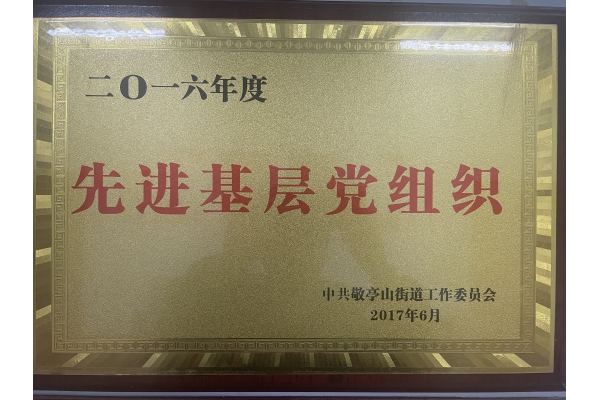 二〇一六年度
先进基层党组织
中共敬亭山街道工作委员会
2017年6月